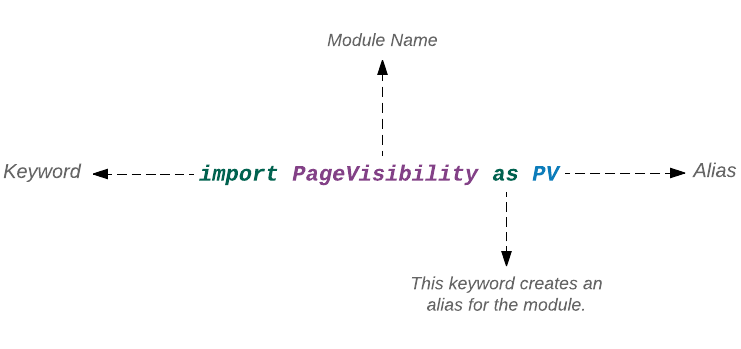 Module Name
Keyword
import PageVisibility as PV
Alias
This keyword creates an
alias for the module.